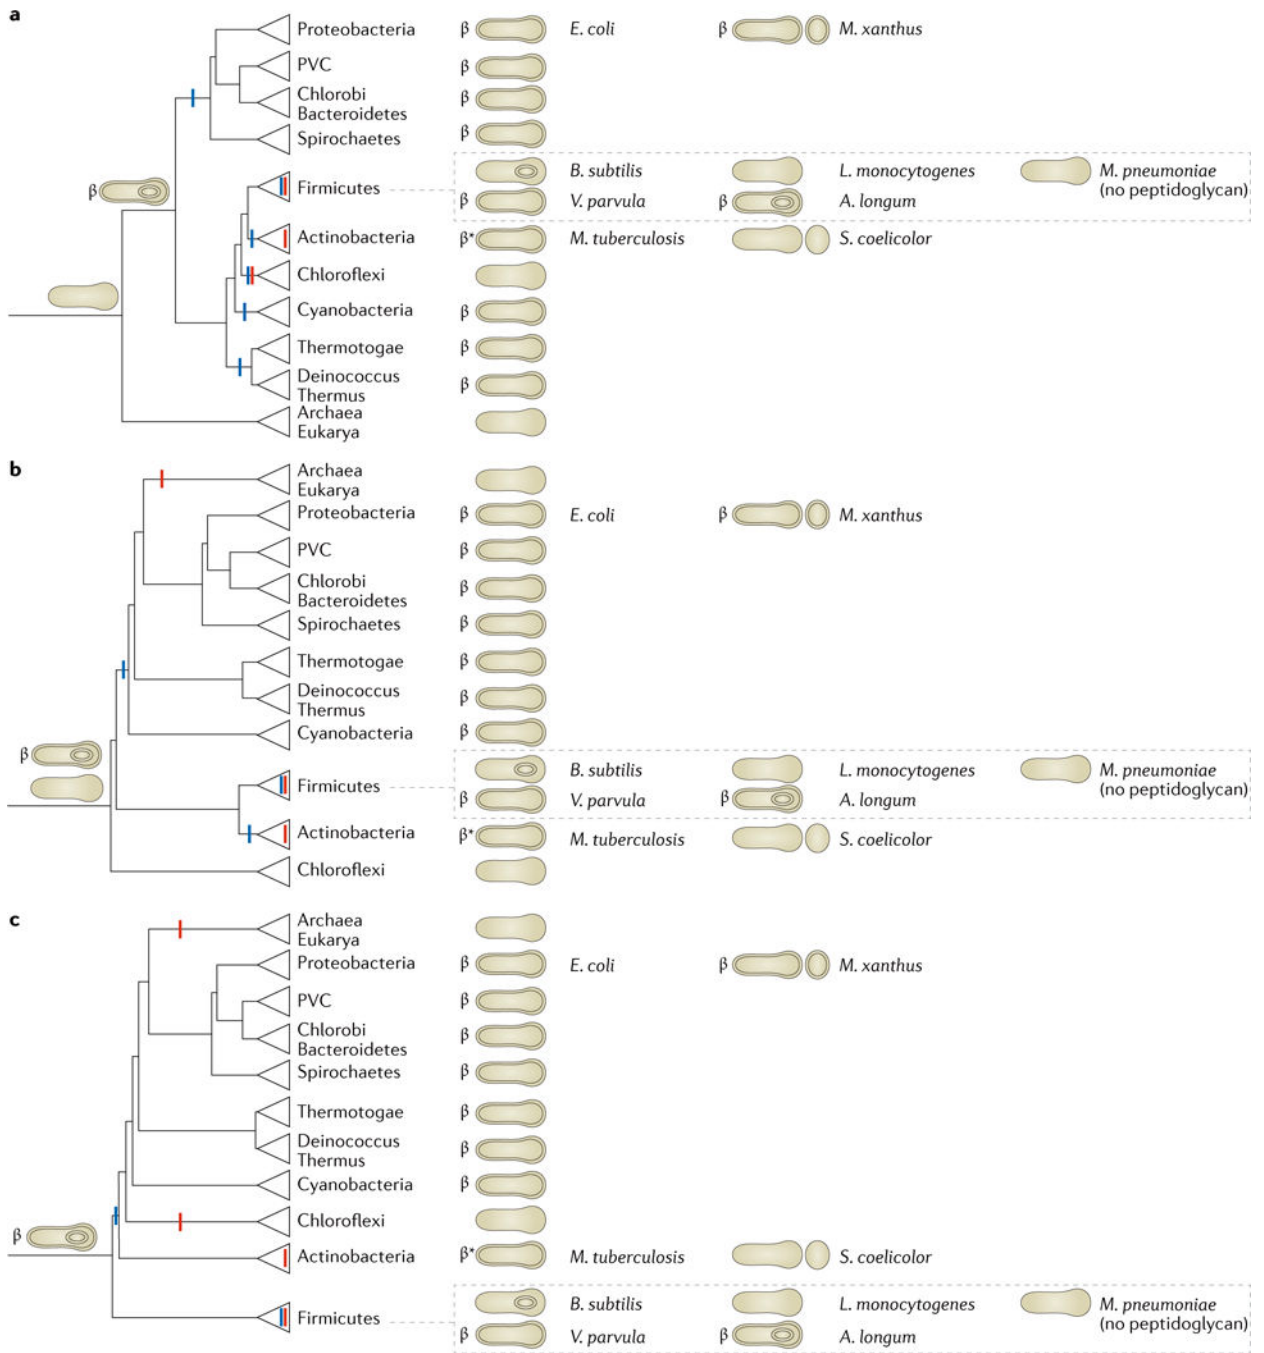 a
Proteobacteria β E. coli β M. xanthus
PVC β
Chlorobi
Bacteroidetes β
Spirochaetes β
β Firmicutes B. subtilis L. monocytogenes M. pneumoniae
(no peptidoglycan)
β V. parvula β A. longum
Actinobacteria β* M. tuberculosis S. coelicolor
Chloroflexi
Cyanobacteria β
Thermotogae β
Deinococcus
Thermus β
Archaea
Eukarya
b
Archaea
Eukarya
Proteobacteria β E. coli β M. xanthus
PVC β
Chlorobi
Bacteroidetes β
Spirochaetes β
Thermotogae β
Deinococcus
Thermus β
Cyanobacteria β
β
Firmicutes B. subtilis L. monocytogenes M. pneumoniae
(no peptidoglycan)
β V. parvula β A. longum
Actinobacteria β* M. tuberculosis S. coelicolor
Chloroflexi
c
Archaea
Eukarya
Proteobacteria β E. coli β M. xanthus
PVC β
Chlorobi
Bacteroidetes β
Spirochaetes β
Thermotogae β
Deinococcus
Thermus β
Cyanobacteria β
Chloroflexi
β
Actinobacteria β* M. tuberculosis S. coelicolor
Firmicutes B. subtilis L. monocytogenes M. pneumoniae
(no peptidoglycan)
β V. parvula β A. longum